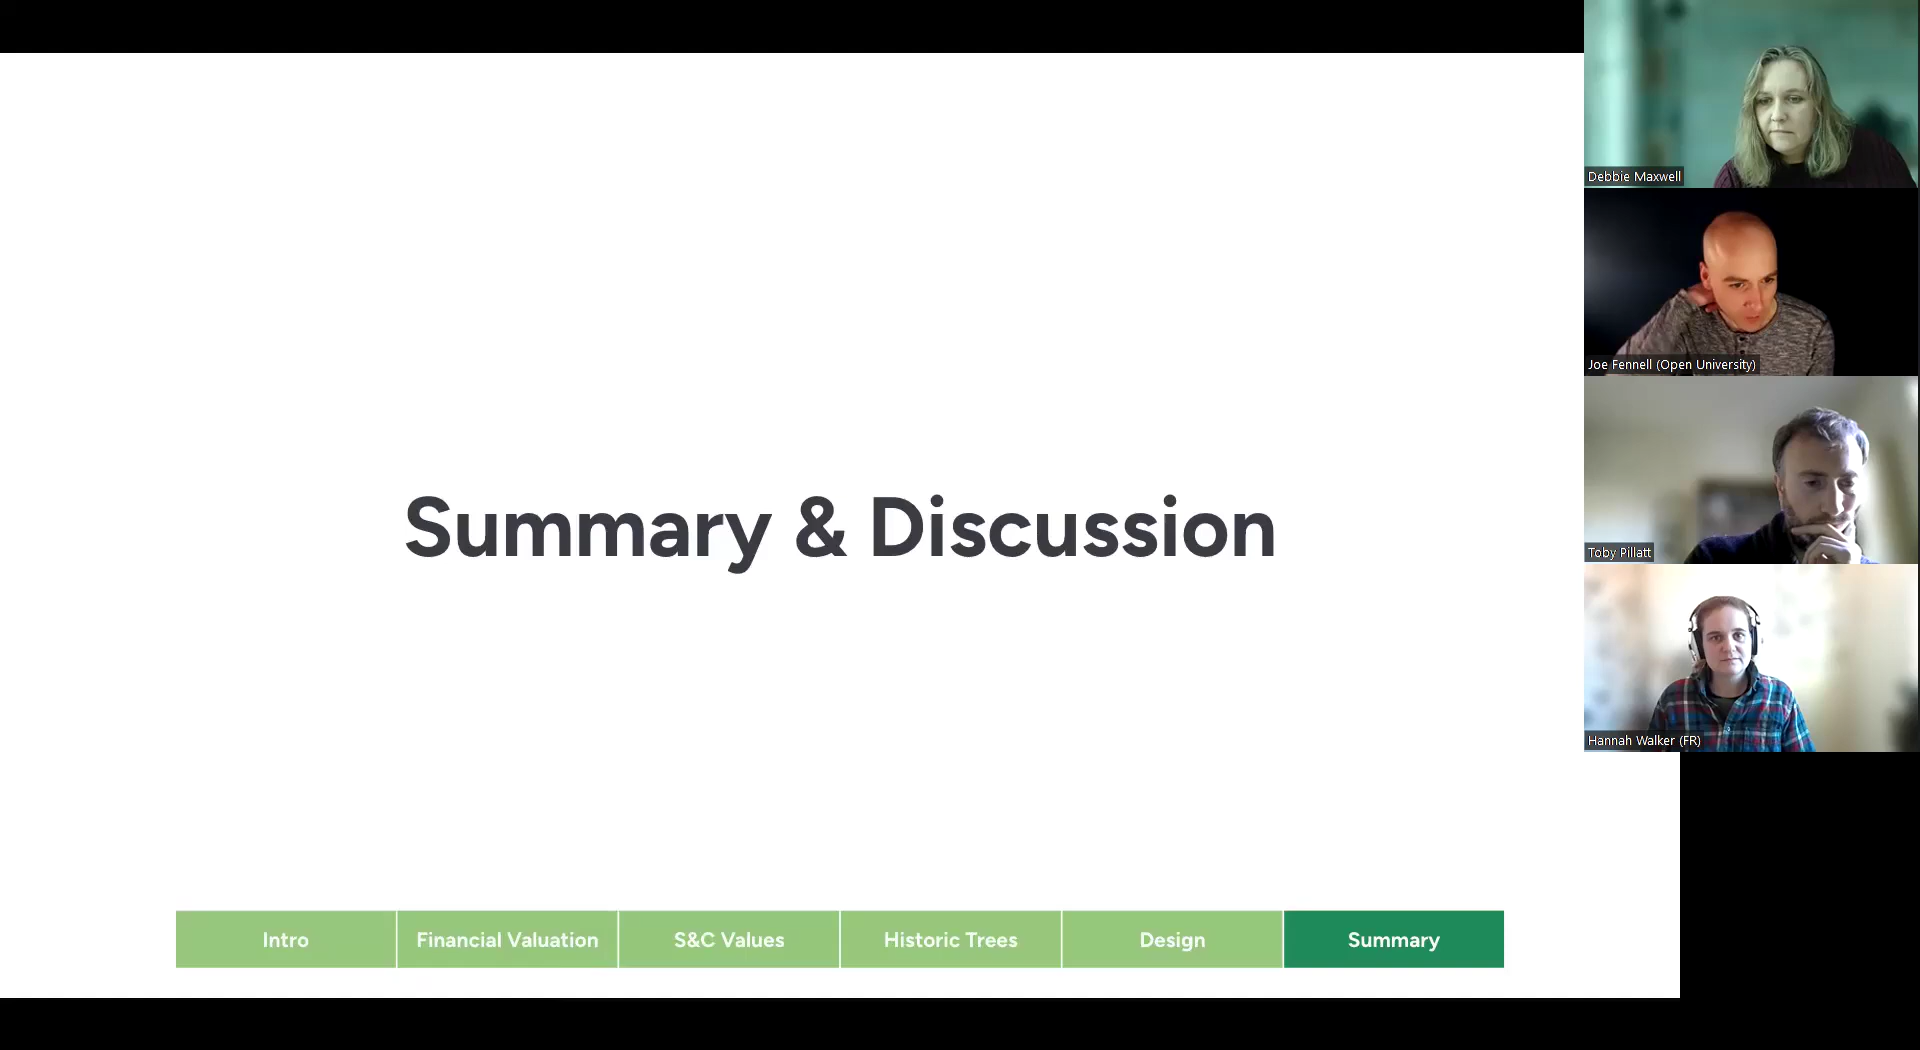 Debbie Maxwell
Joe Fennell (Open University)
Toby Pillatt
Hannah Walker (FR)
Summary & Discussion
Intro
Financial Valuation
S&C Values
Historic Trees
Design
Summary